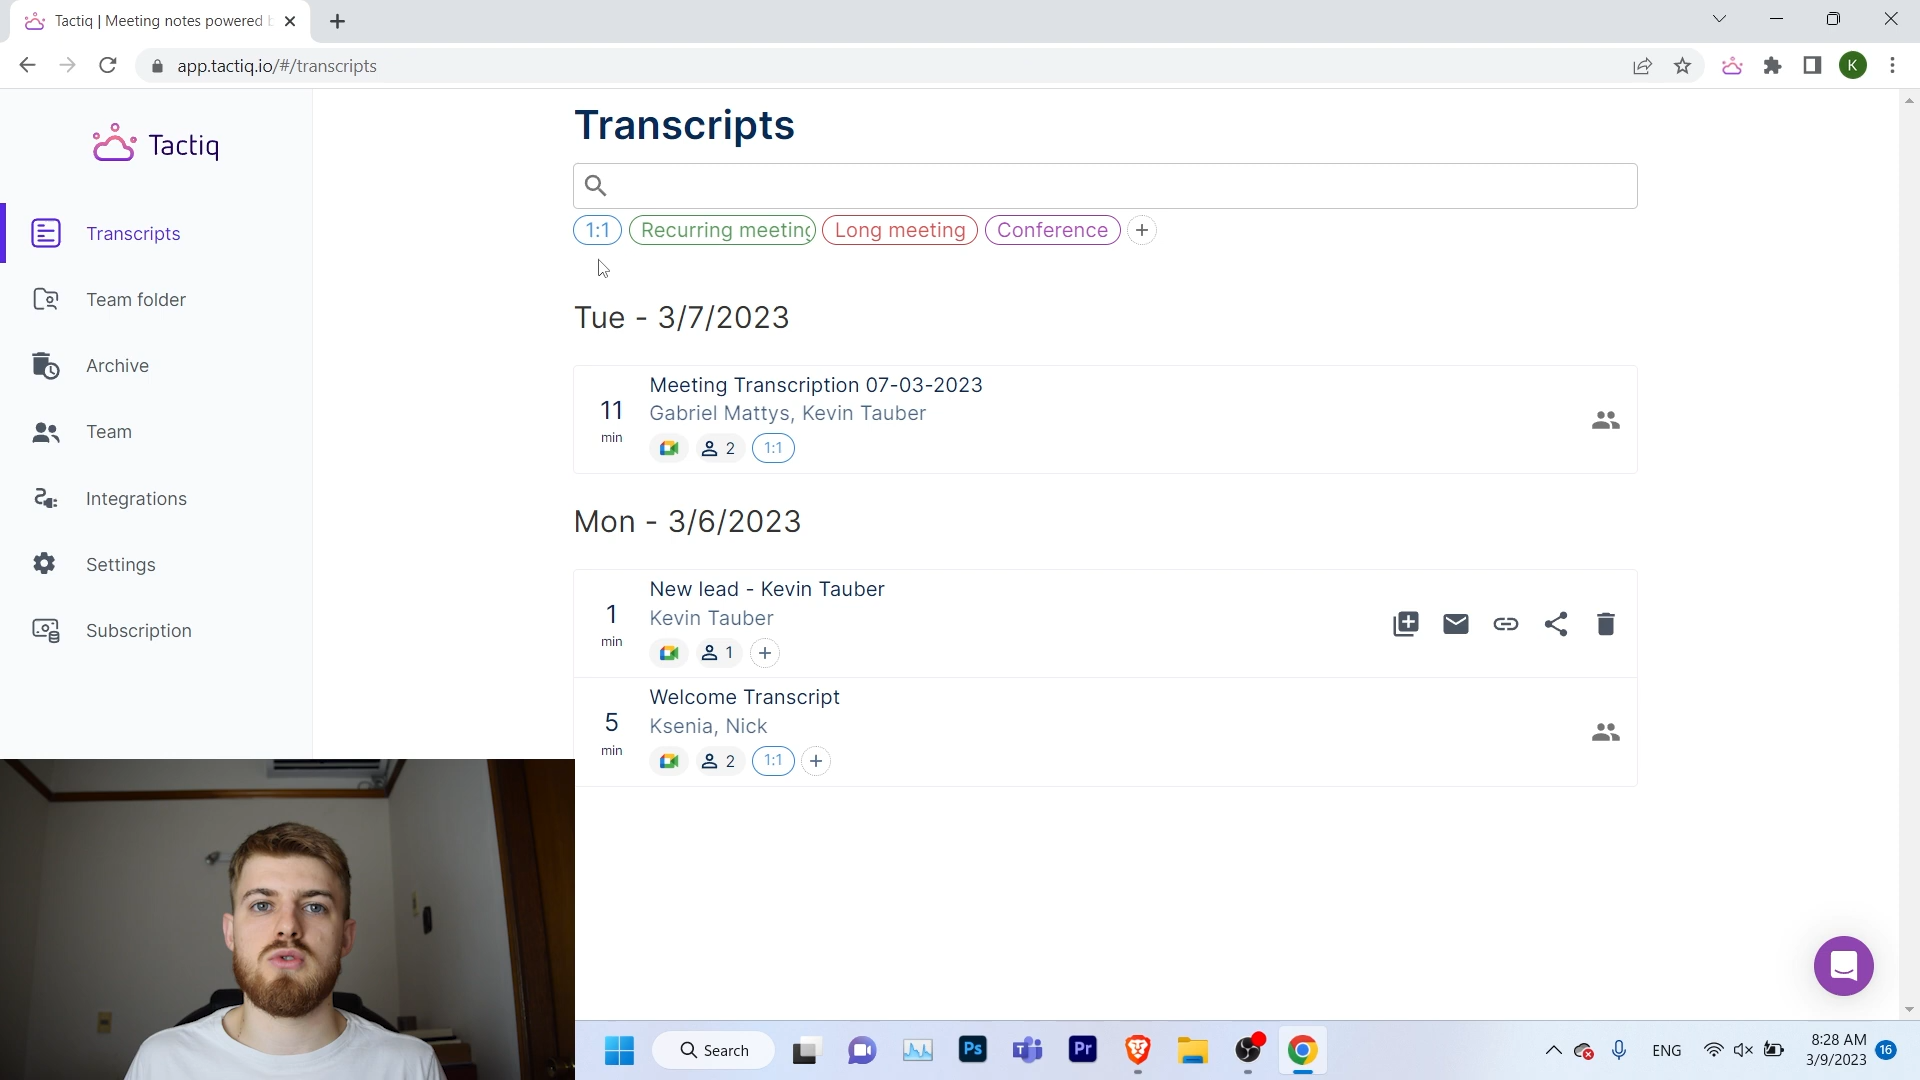 Tactiq | Meeting notes powered
app.tactiq.io/#/transcripts
K
Tactiq
Transcripts
Team folder
Archive
Team
Integrations
Settings
Subscription
Transcripts
1:1 Recurring meeting Long meeting Conference +
Tue - 3/7/2023
11 min
Meeting Transcription 07-03-2023
Gabriel Mattys, Kevin Tauber
2 1:1
Mon - 3/6/2023
1 min
New lead - Kevin Tauber
Kevin Tauber
1 +
5 min
Welcome Transcript
Ksenia, Nick
2 1:1 +
Search
Ps
T
Pr
ENG
8:28 AM
3/9/2023
16